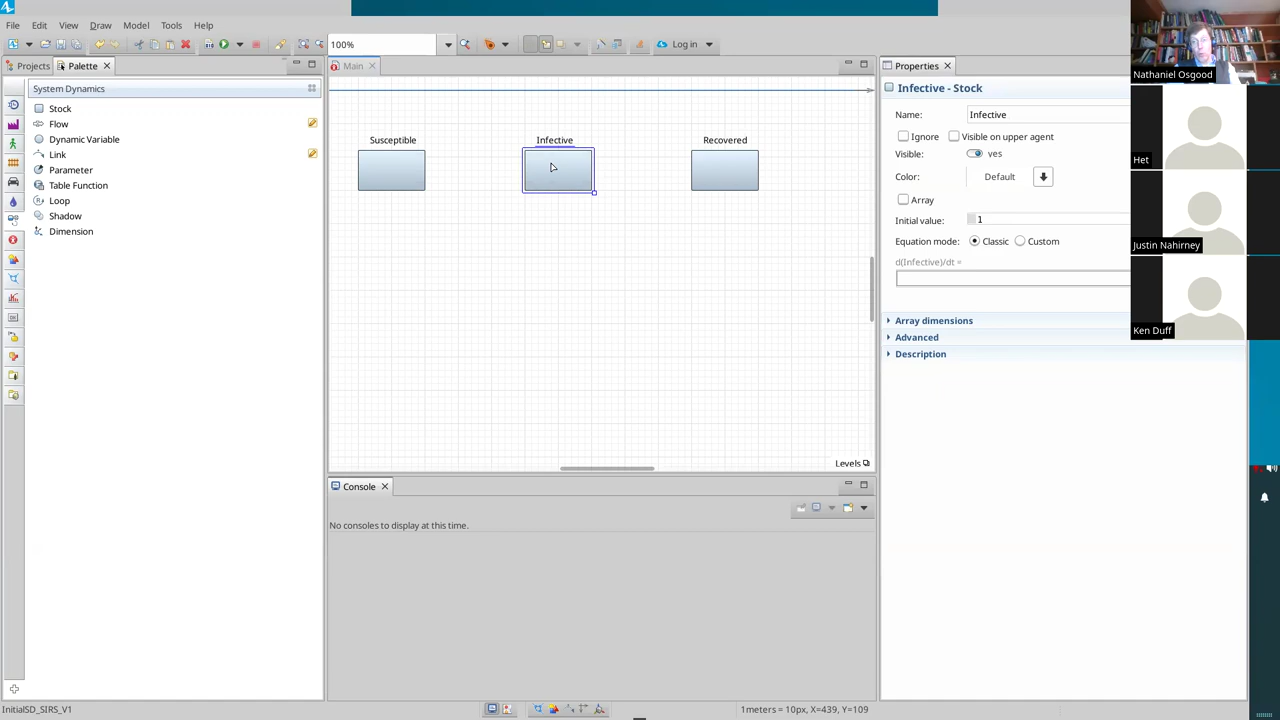 File Edit View Draw Model Tools Help
100%
Log in
Projects
Palette
System Dynamics
Stock
Flow
Dynamic Variable
Link
Parameter
Table Function
Loop
Shadow
Dimension
Main
Susceptible
Infective
Recovered
Levels
Console
No consoles to display at this time.
Properties
Infective - Stock
Name: Infective
Ignore Visible on upper agent
Visible: yes
Color: Default
Array
Initial value: 1
Equation mode: Classic Custom
d(Infective)/dt =
Array dimensions
Advanced
Description
Nathaniel Osgood
Het
Justin Nahirney
Ken Duff
InitialSD_SIRS_V1
1meters = 10px, X=439, Y=109